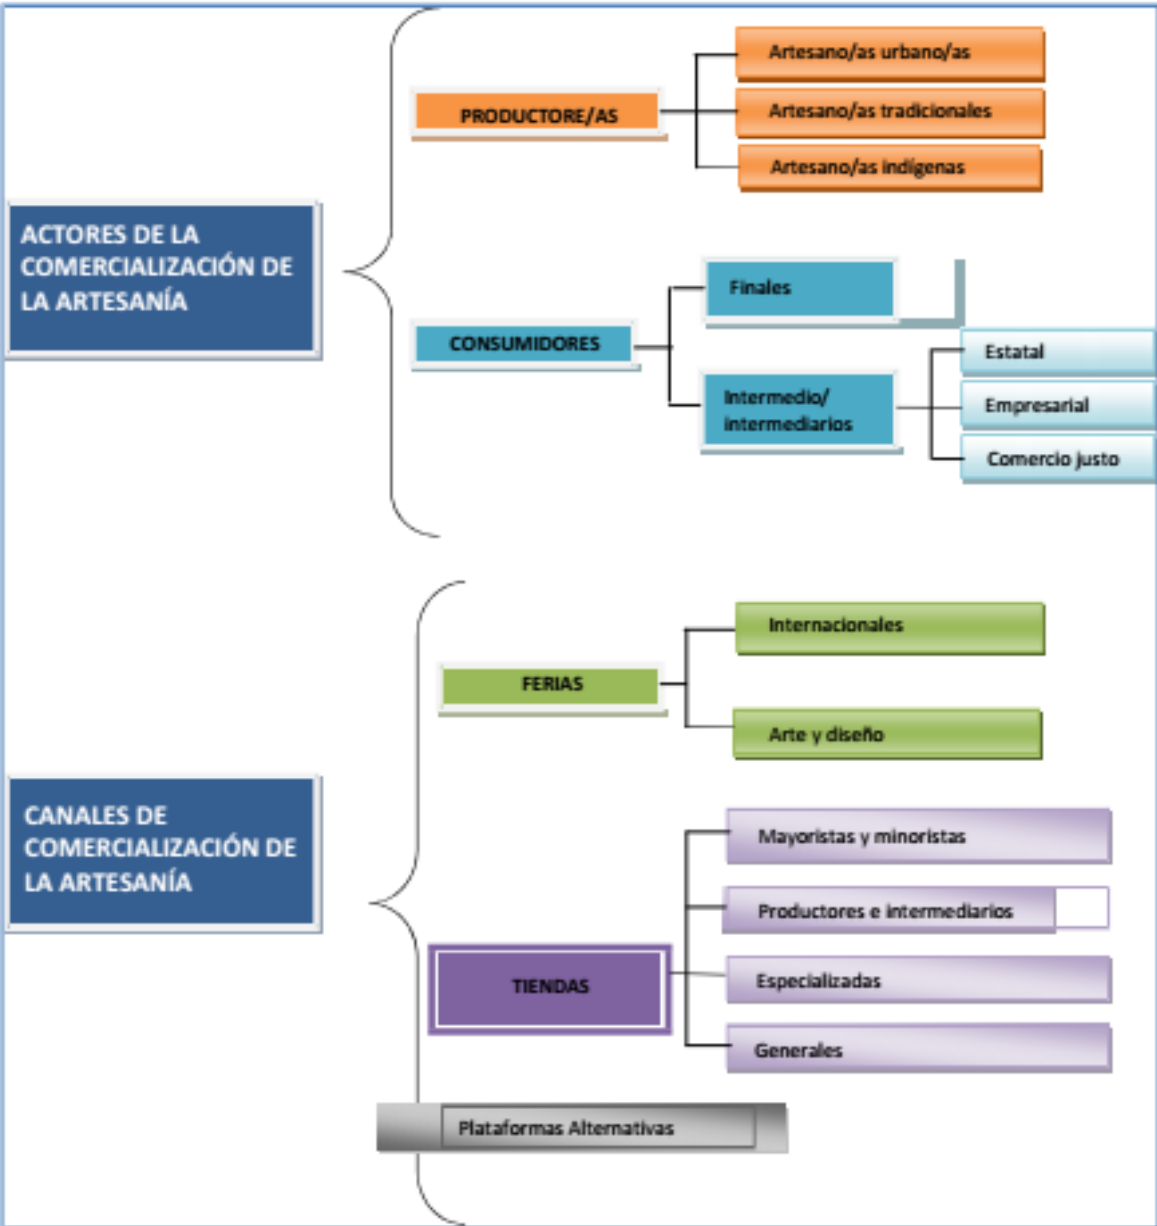 ACTORES DE LA
COMERCIALIZACIÓN DE
LA ARTESANÍA
PRODUCTORE/AS
Artesano/as urbano/as
Artesano/as tradicionales
Artesano/as indígenas
CONSUMIDORES
Finales
Intermedio/
intermediarios
Estatal
Empresarial
Comercio justo
CANALES DE
COMERCIALIZACIÓN DE
LA ARTESANÍA
FERIAS
Internacionales
Arte y diseño
TIENDAS
Mayoristas y minoristas
Productores e intermediarios
Especializadas
Generales
Plataformas Alternativas